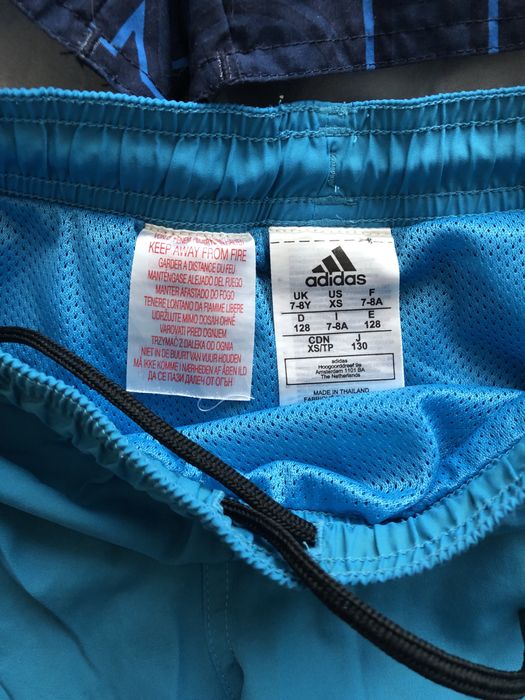 KEEP AWAY FROM FIRE
GARDER A DISTANCE DU FEU
MANTÉNGASE ALEJADO DEL FUEGO
MANTER AFASTADO DO FOGO
TENERE LONTANO DA FIAMME LIBERE
UDRŽUJTE MIMO DOSAH OHNĚ
VAROVATI PRED OGNJEM
TRZYMAĆ Z DALEKA OD OGNIA
NIET IN DE BUURT VAN VUUR HOUDEN
MÅ IKKE KOMME I NÆRHEDEN AF ÅBEN ILD
ДА СЕ ПАЗИ ДАЛЕЧ ОТ ОГЪН
adidas
UK US F
7-8Y XS 7-8A
D I E
128 7-8A 128
CDN J
XS/TP 130
adidas
Hoogoorddreef 9a
Amsterdam 1101 BA
The Netherlands
MADE IN THAILAND